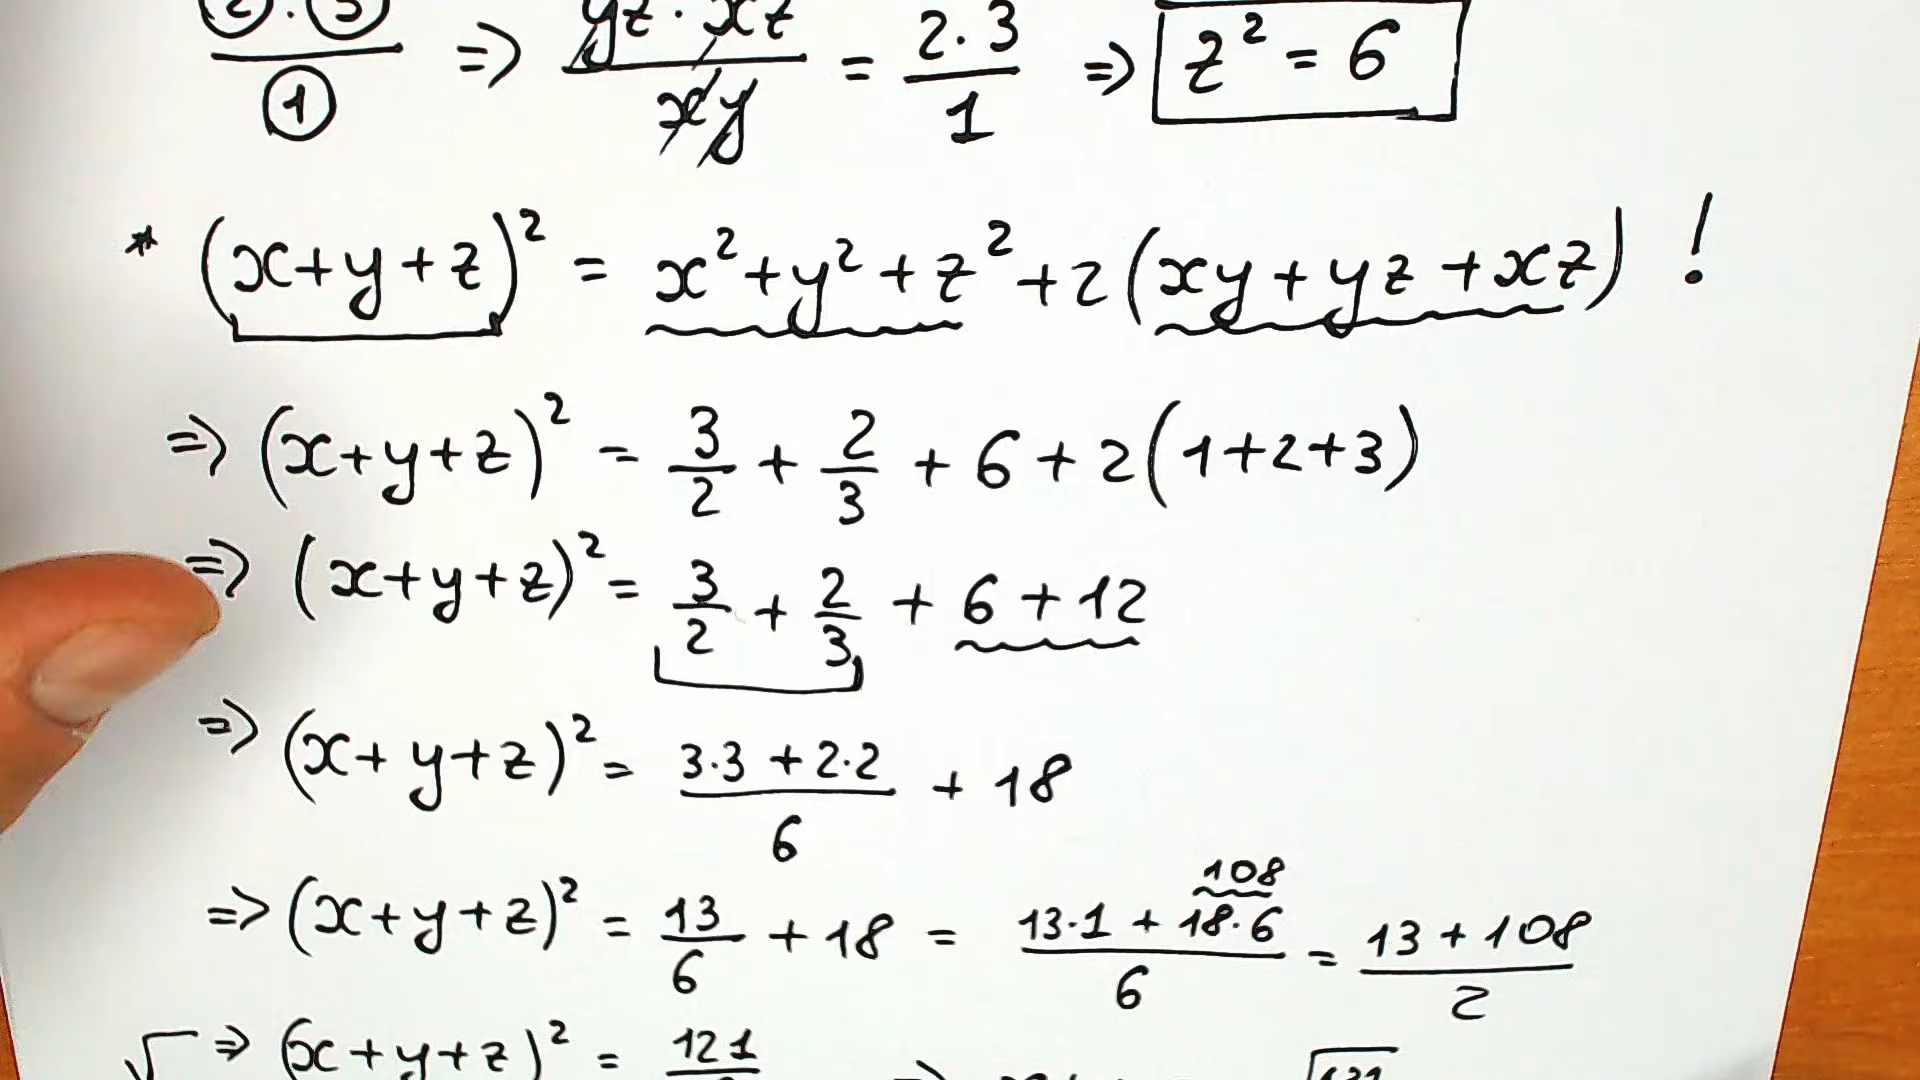 ② · ③ / ① => yz · xz / xy = 2 · 3 / 1 => z² = 6
* (x+y+z)² = x²+y²+z²+2(xy+yz+xz) !
=> (x+y+z)² = 3/2 + 2/3 + 6 + 2(1+2+3)
=> (x+y+z)² = 3/2 + 2/3 + 6 + 12
=> (x+y+z)² = 3·3 + 2·2 / 6 + 18
108
=> (x+y+z)² = 13/6 + 18 = 13·1 + 18·6 / 6 = 13 + 108 / 2
√ => (x+y+z)² = 121